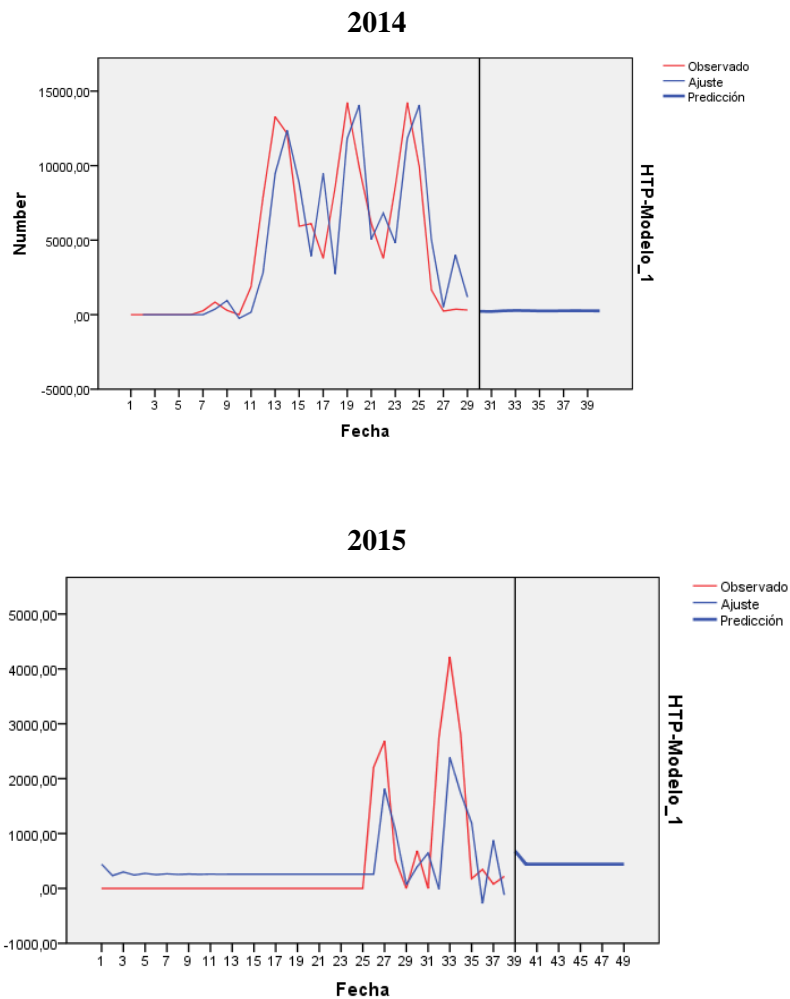 2014
Observado
Ajuste
Predicción
15000,00
10000,00
5000,00
,00
-5000,00
Number
HTP-Modelo_1
1 3 5 7 9 11 13 15 17 19 21 23 25 27 29 31 33 35 37 39
Fecha
2015
Observado
Ajuste
Predicción
5000,00
4000,00
3000,00
2000,00
1000,00
,00
-1000,00
HTP-Modelo_1
1 3 5 7 9 11 13 15 17 19 21 23 25 27 29 31 33 35 37 39 41 43 45 47 49
Fecha